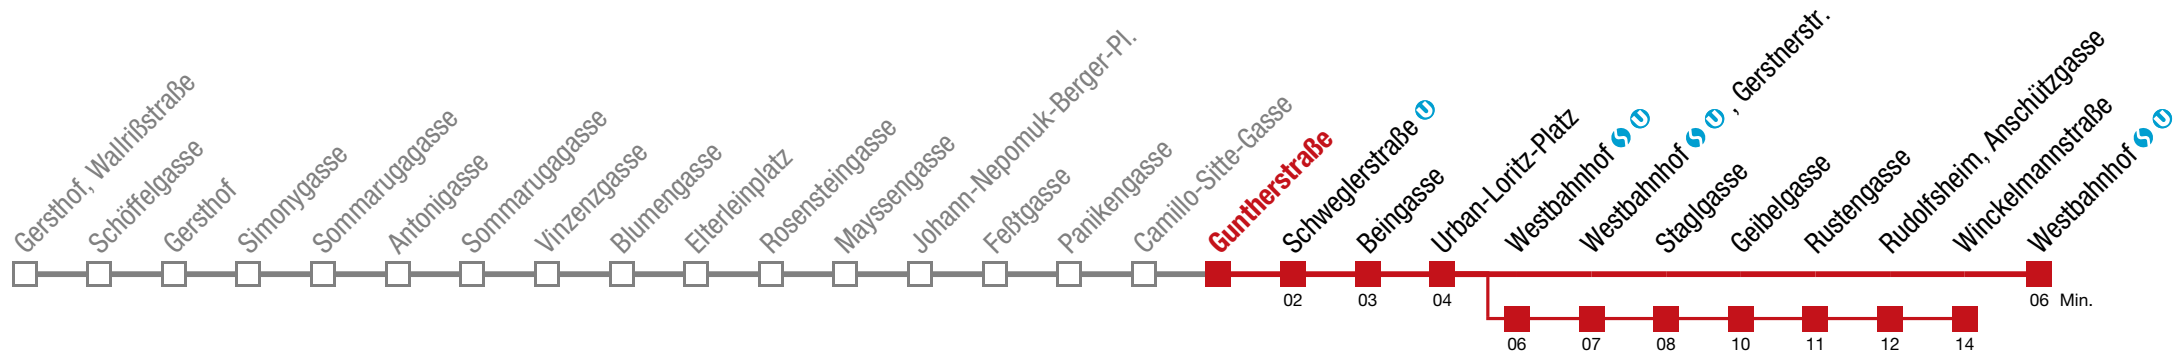 Gersthof, Wallrißstraße
Schöffelgasse
Gersthof
Simonygasse
Sommarugagasse
Antonigasse
Sommarugagasse
Vinzenzgasse
Blumengasse
Elterleinplatz
Rosensteingasse
Mayssengasse
Johann-Nepomuk-Berger-Pl.
Feßtgasse
Panikengasse
Camillo-Sitte-Gasse
Guntherstraße
Schweglerstraße U
Beingasse
Urban-Loritz-Platz
Westbahnhof S U
Westbahnhof S U , Gerstnerstr.
Staglgasse
Geibelgasse
Rustengasse
Rudolfsheim, Anschützgasse
Winckelmannstraße
Westbahnhof S U
02 03 04 06 Min.
06 07 08 10 11 12 14